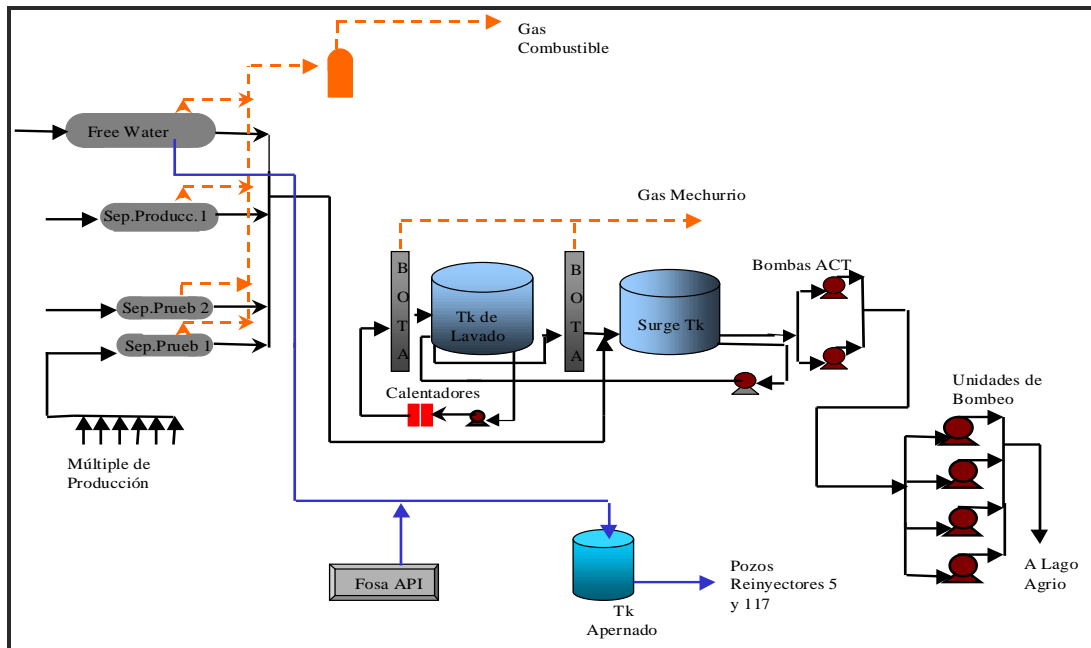 Gas
Combustible
Free Water
Sep.Producc.1
Gas Mechurrio
B
O
T
A
B
O
T
A
Bombas ACT
Tk de
Lavado
Surge Tk
Sep.Prueb 2
Sep.Prueb 1
Calentadores
Unidades de
Bombeo
Múltiple de
Producción
Fosa API
Pozos
Reinyectores 5
y 117
A Lago
Agrio
Tk
Apernado